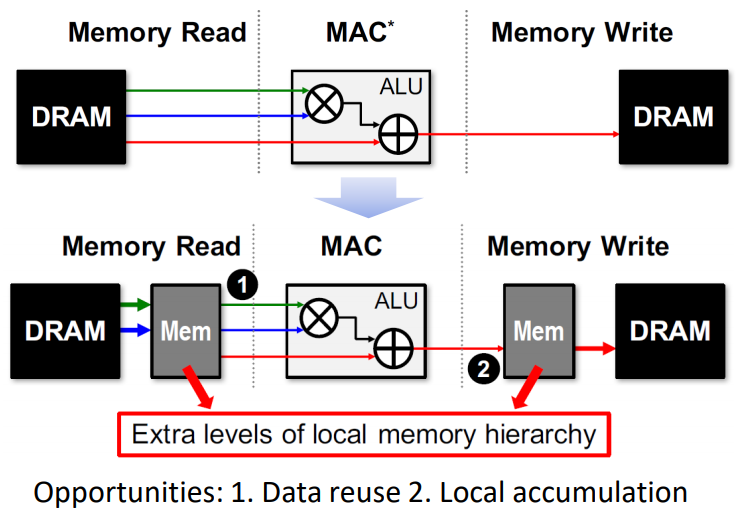 Memory Read MAC* Memory Write
DRAM
ALU
DRAM
Memory Read MAC Memory Write
1
DRAM
Mem
ALU
Mem
DRAM
2
Extra levels of local memory hierarchy
Opportunities: 1. Data reuse 2. Local accumulation